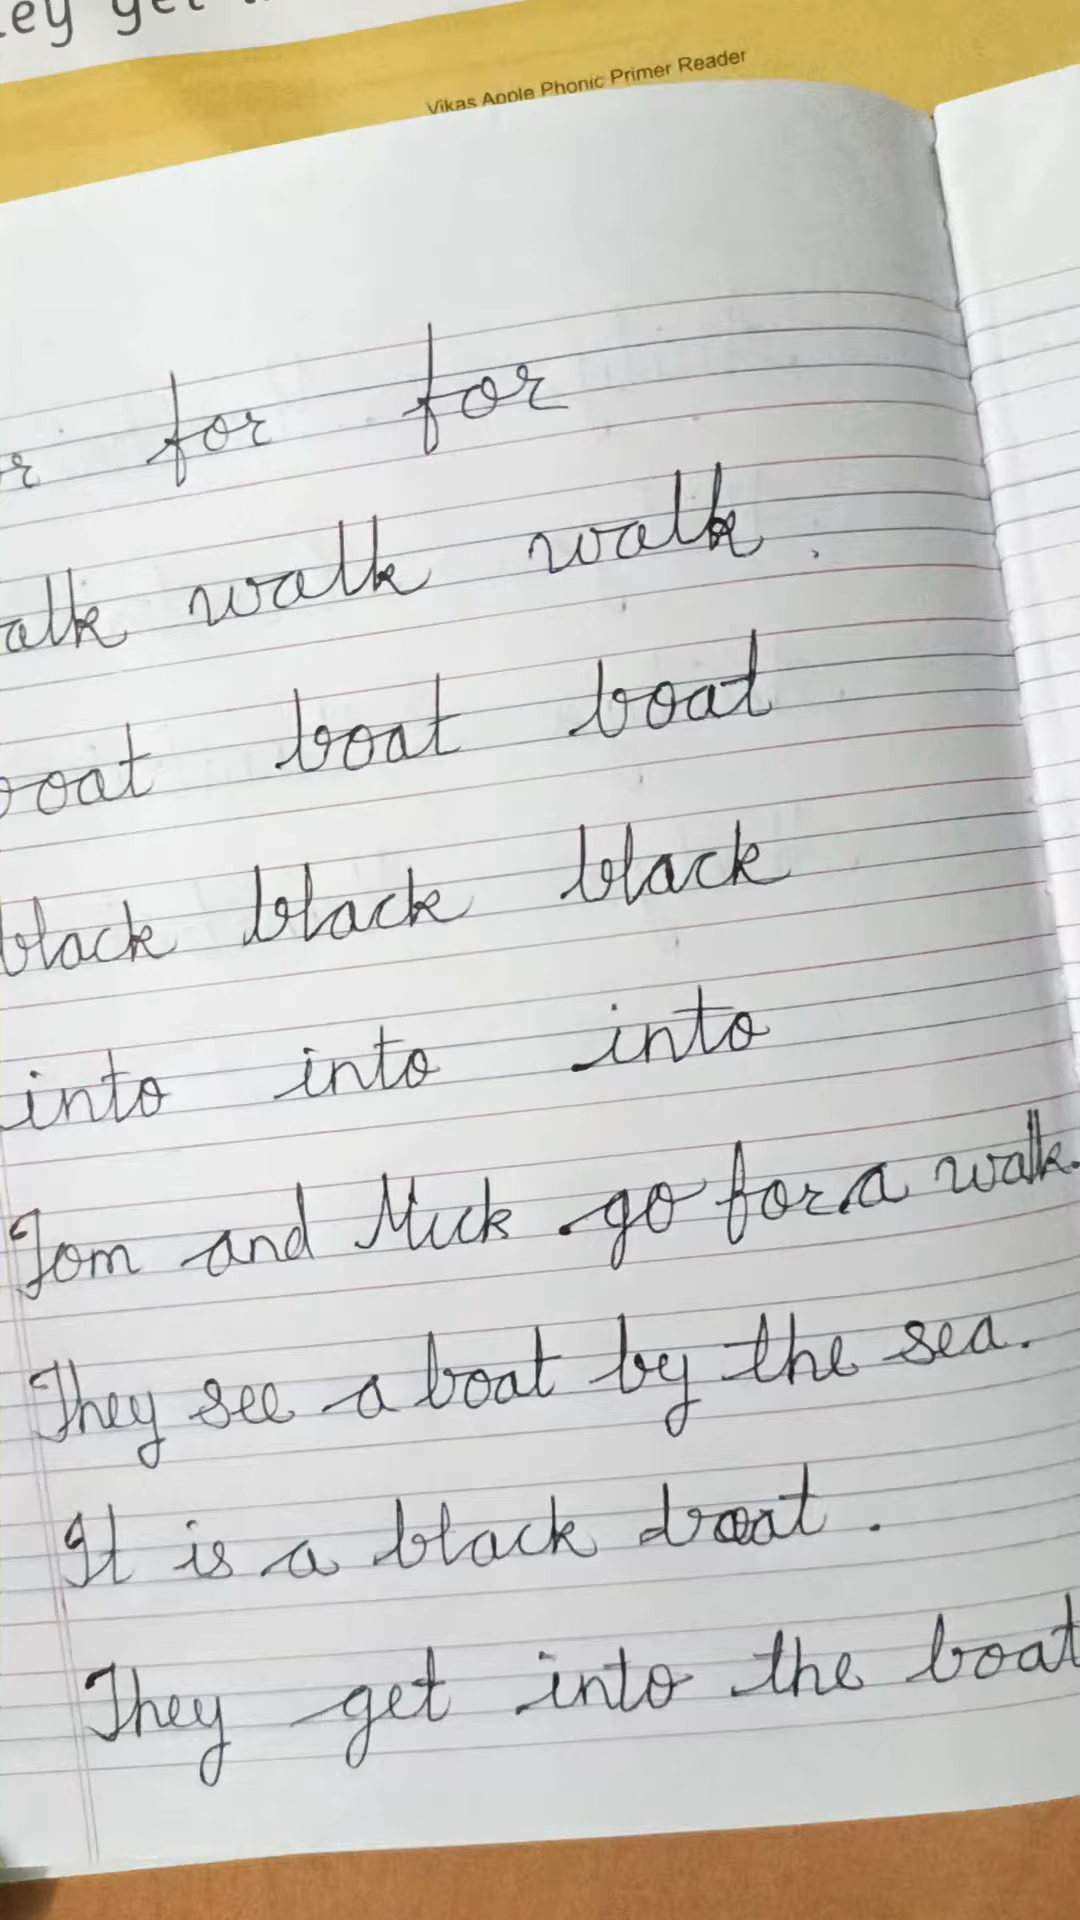 ey get
Vikas Apple Phonic Primer Reader
r for for
alk walk walk
oat boat boat
black black black
into into into
Tom and Mick go for a walk.
They see a boat by the sea.
It is a black boat.
They get into the boat